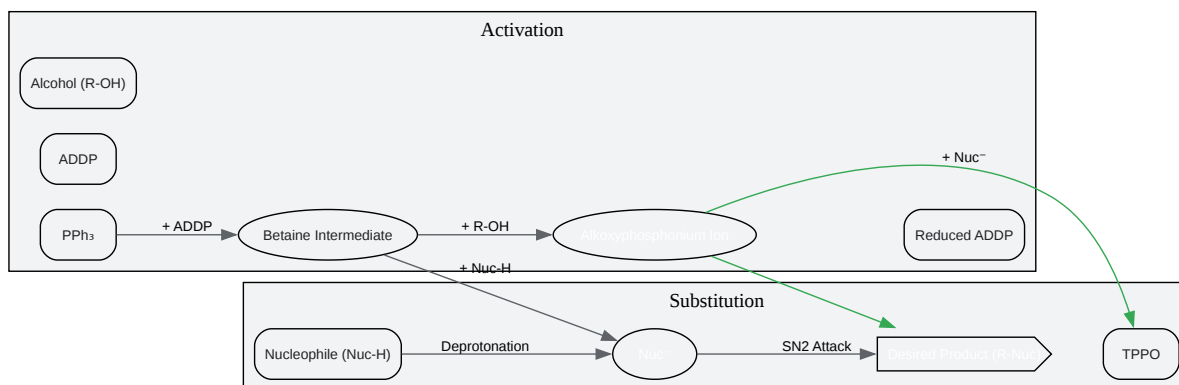 Activation
Alcohol (R-OH)
ADDP
+ Nuc⁻
PPh₃
+ ADDP
Betaine Intermediate
+ R-OH
Alkoxyphosphonium Ion
Reduced ADDP
+ Nuc-H
Substitution
Nucleophile (Nuc-H)
Deprotonation
Nuc⁻
SN2 Attack
Desired Product (R-Nuc)
TPPO